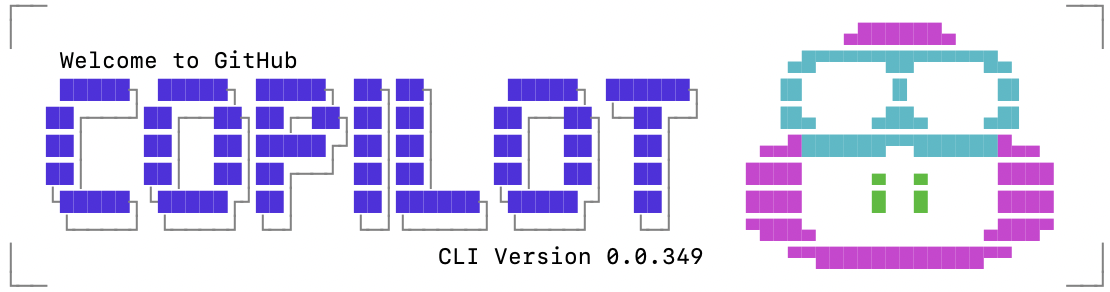 Welcome to GitHub
COPILOT
CLI Version 0.0.349